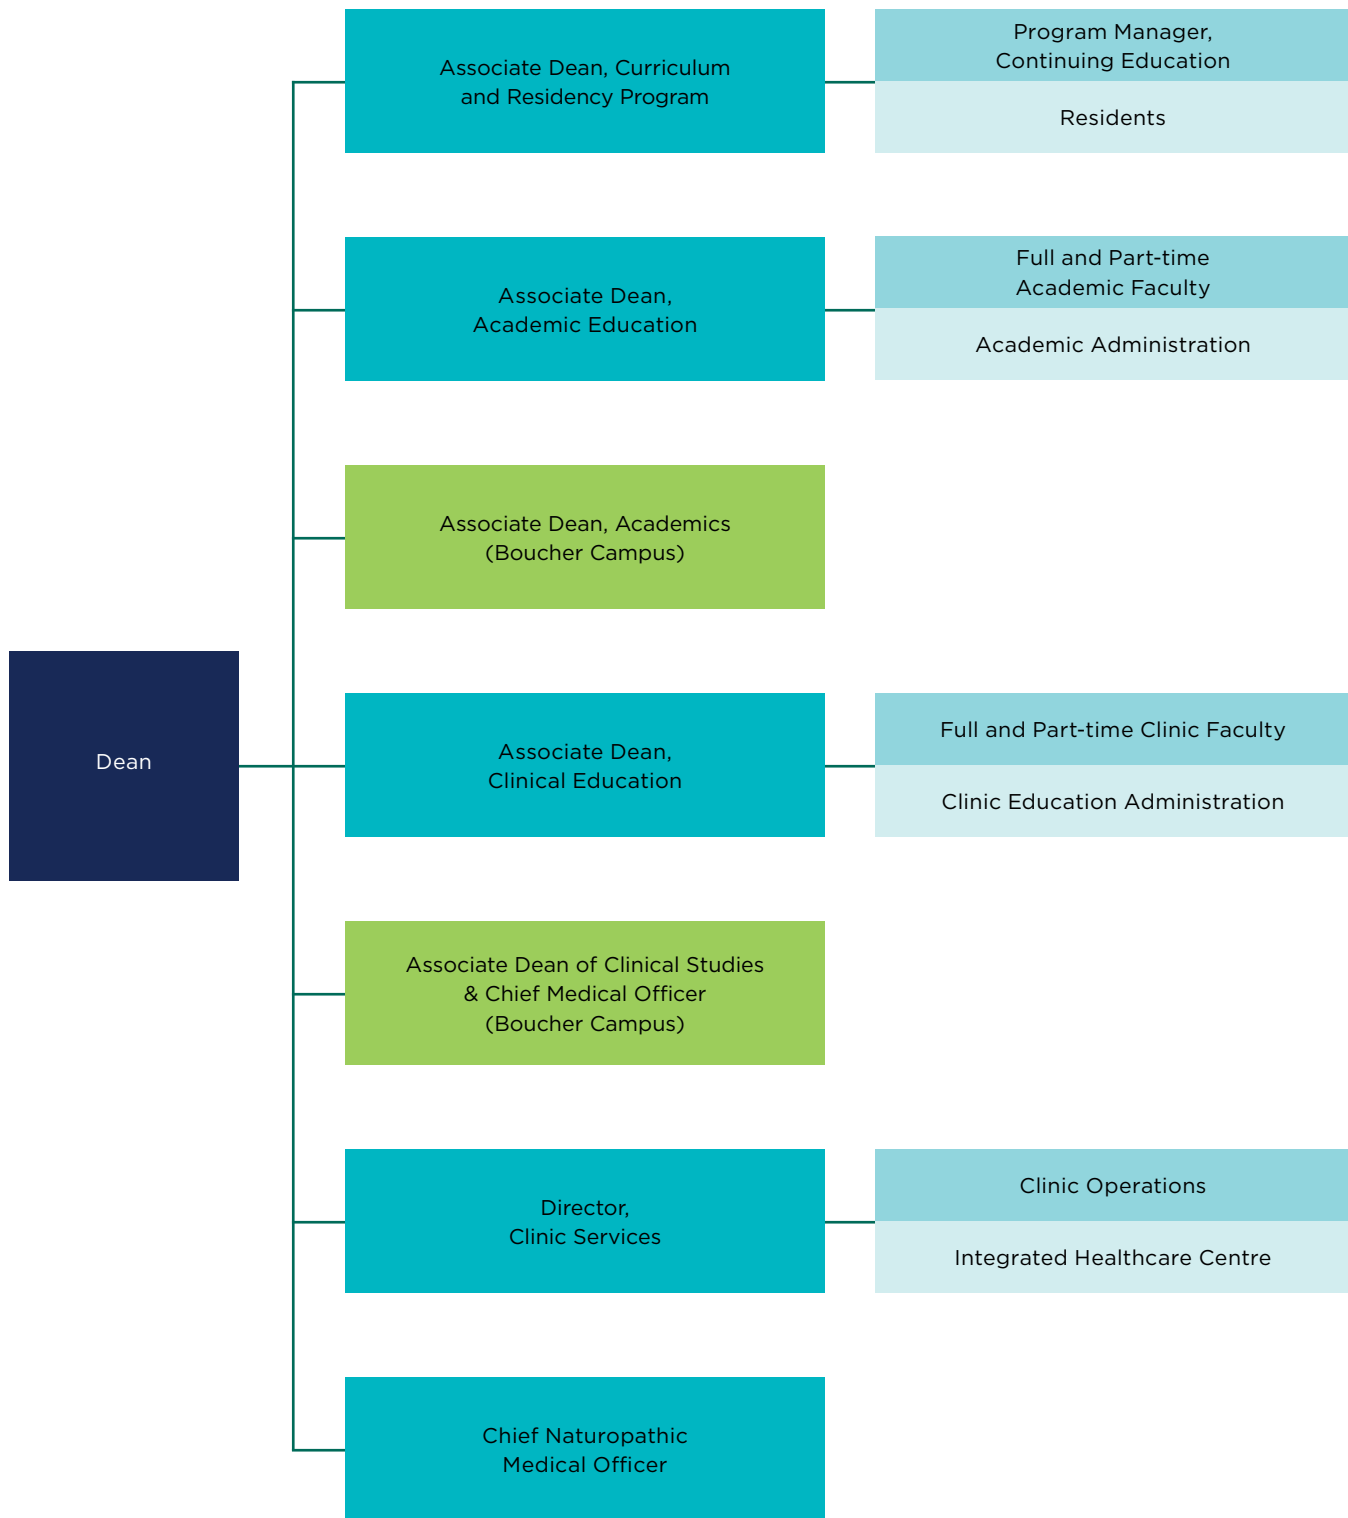 Associate Dean, Curriculum
and Residency Program
Program Manager,
Continuing Education
Residents
Associate Dean,
Academic Education
Full and Part-time
Academic Faculty
Academic Administration
Associate Dean, Academics
(Boucher Campus)
Dean
Associate Dean,
Clinical Education
Full and Part-time Clinic Faculty
Clinic Education Administration
Associate Dean of Clinical Studies
& Chief Medical Officer
(Boucher Campus)
Director,
Clinic Services
Clinic Operations
Integrated Healthcare Centre
Chief Naturopathic
Medical Officer